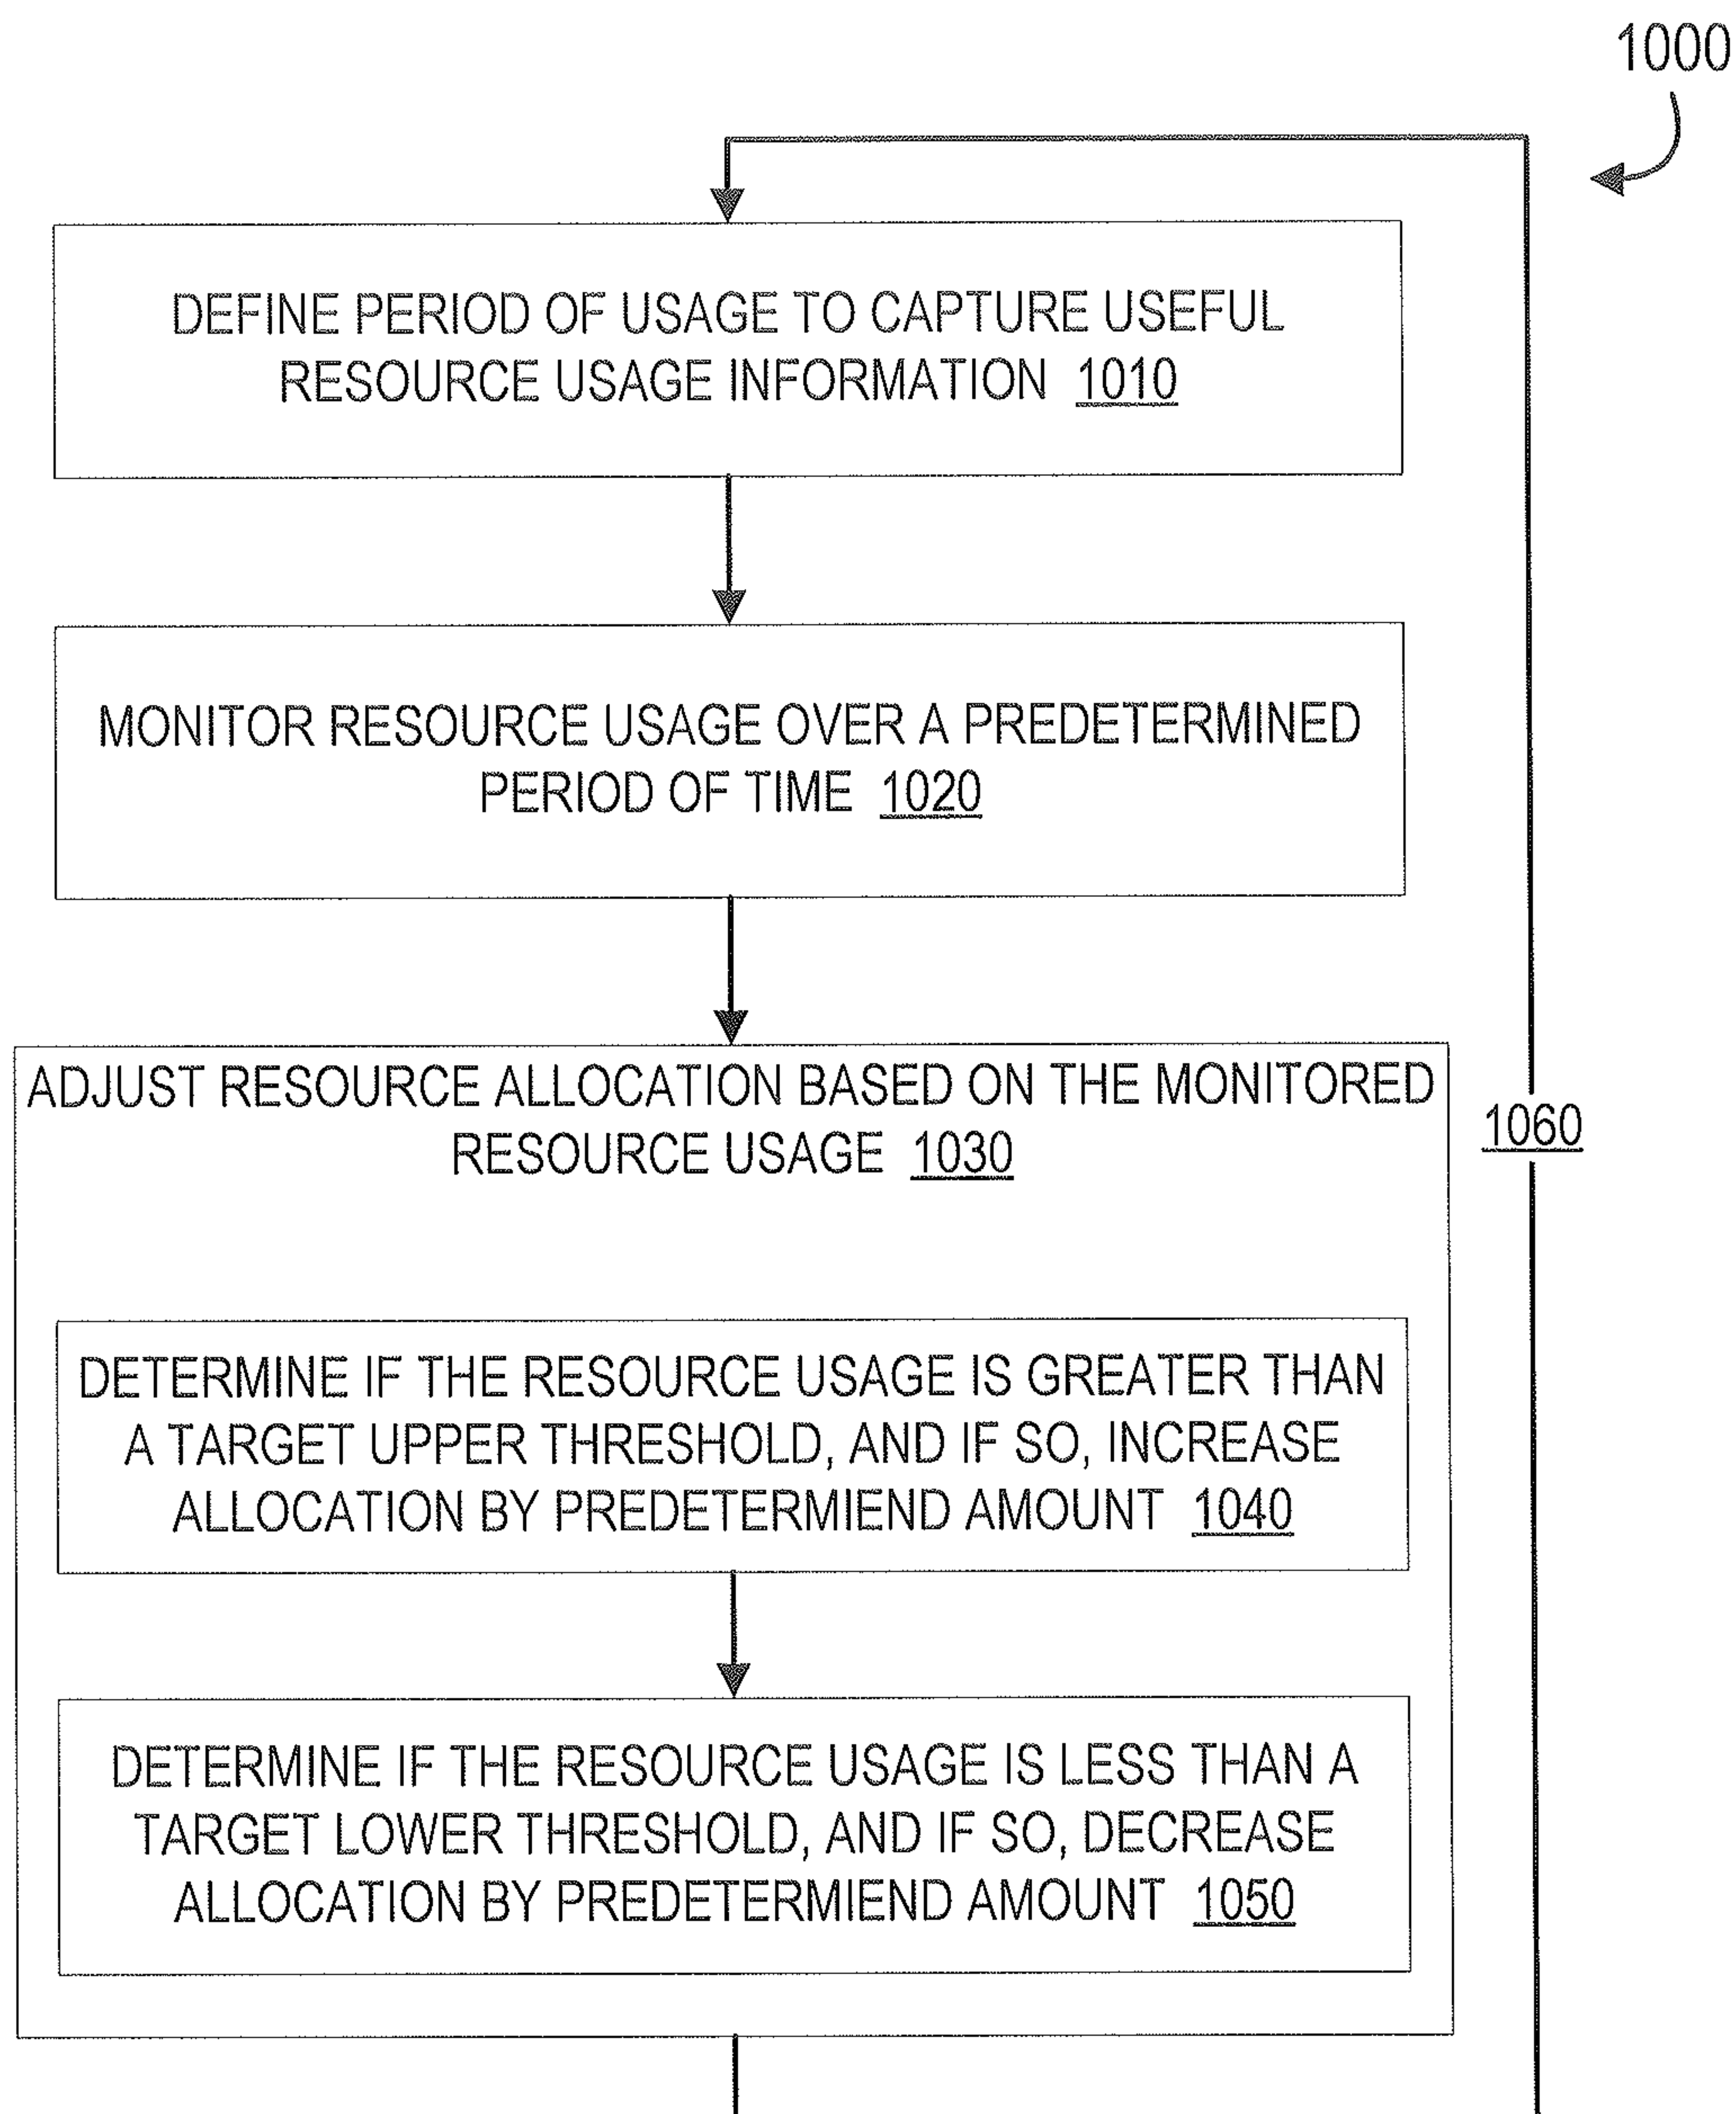 1000
DEFINE PERIOD OF USAGE TO CAPTURE USEFUL
RESOURCE USAGE INFORMATION 1010
MONITOR RESOURCE USAGE OVER A PREDETERMINED
PERIOD OF TIME 1020
ADJUST RESOURCE ALLOCATION BASED ON THE MONITORED
RESOURCE USAGE 1030
1060
DETERMINE IF THE RESOURCE USAGE IS GREATER THAN
A TARGET UPPER THRESHOLD, AND IF SO, INCREASE
ALLOCATION BY PREDETERMIEND AMOUNT 1040
DETERMINE IF THE RESOURCE USAGE IS LESS THAN A
TARGET LOWER THRESHOLD, AND IF SO, DECREASE
ALLOCATION BY PREDETERMIEND AMOUNT 1050